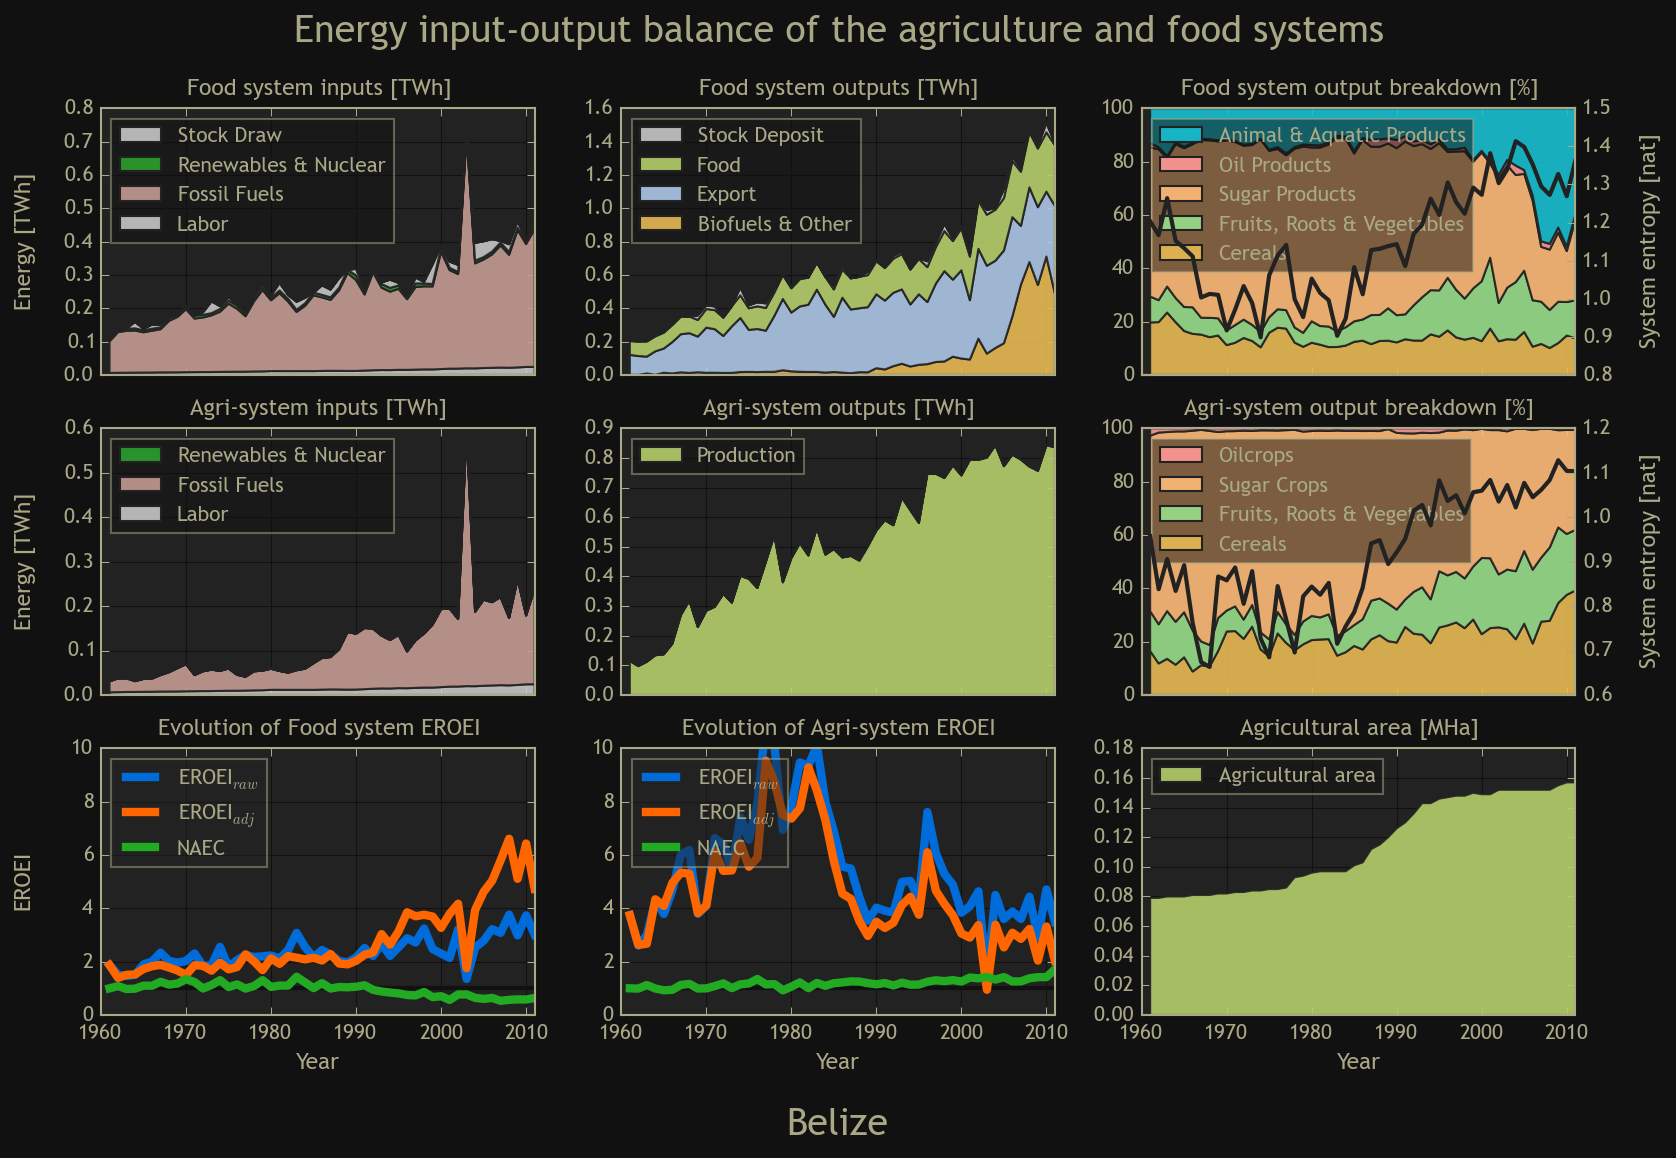 Energy input-output balance of the agriculture and food systems
Food system inputs [TWh]
Energy [TWh]
0.8
0.7
0.6
0.5
0.4
0.3
0.2
0.1
0.0
Stock Draw
Renewables & Nuclear
Fossil Fuels
Labor
Food system outputs [TWh]
1.6
1.4
1.2
1.0
0.8
0.6
0.4
0.2
0.0
Stock Deposit
Food
Export
Biofuels & Other
Food system output breakdown [%]
100
80
60
40
20
0
Animal & Aquatic Products
Oil Products
Sugar Products
Fruits, Roots & Vegetables
Cereals
1.5
1.4
1.3
1.2
1.1
1.0
0.9
0.8
System entropy [nat]
Agri-system inputs [TWh]
Energy [TWh]
0.6
0.5
0.4
0.3
0.2
0.1
0.0
Renewables & Nuclear
Fossil Fuels
Labor
Agri-system outputs [TWh]
0.9
0.8
0.7
0.6
0.5
0.4
0.3
0.2
0.1
0.0
Production
Agri-system output breakdown [%]
100
80
60
40
20
0
Oilcrops
Sugar Crops
Fruits, Roots & Vegetables
Cereals
1.2
1.1
1.0
0.9
0.8
0.7
0.6
System entropy [nat]
Evolution of Food system EROEI
EROEI
10
8
6
4
2
0
EROEIraw
EROEIadj
NAEC
1960 1970 1980 1990 2000 2010
Year
Evolution of Agri-system EROEI
10
8
6
4
2
0
EROEIraw
EROEIadj
NAEC
1960 1970 1980 1990 2000 2010
Year
Agricultural area [MHa]
0.18
0.16
0.14
0.12
0.10
0.08
0.06
0.04
0.02
0.00
Agricultural area
1960 1970 1980 1990 2000 2010
Year
Belize